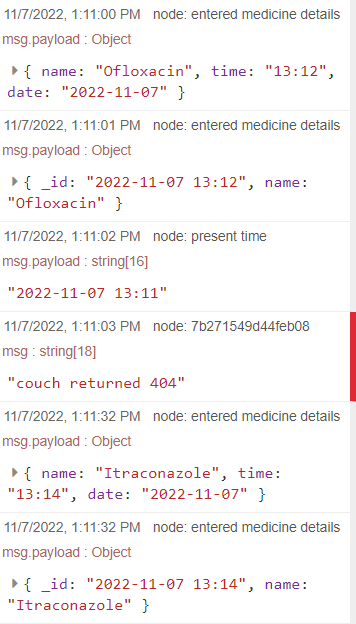 11/7/2022, 1:11:00 PM node: entered medicine details
msg.payload : Object
{ name: "Ofloxacin", time: "13:12",
date: "2022-11-07" }
11/7/2022, 1:11:01 PM node: entered medicine details
msg.payload : Object
{ _id: "2022-11-07 13:12", name:
"Ofloxacin" }
11/7/2022, 1:11:02 PM node: present time
msg.payload : string[16]
"2022-11-07 13:11"
11/7/2022, 1:11:03 PM node: 7b271549d44feb08
msg : string[18]
"couch returned 404"
11/7/2022, 1:11:32 PM node: entered medicine details
msg.payload : Object
{ name: "Itraconazole", time:
"13:14", date: "2022-11-07" }
11/7/2022, 1:11:32 PM node: entered medicine details
msg.payload : Object
{ _id: "2022-11-07 13:14", name:
"Itraconazole" }